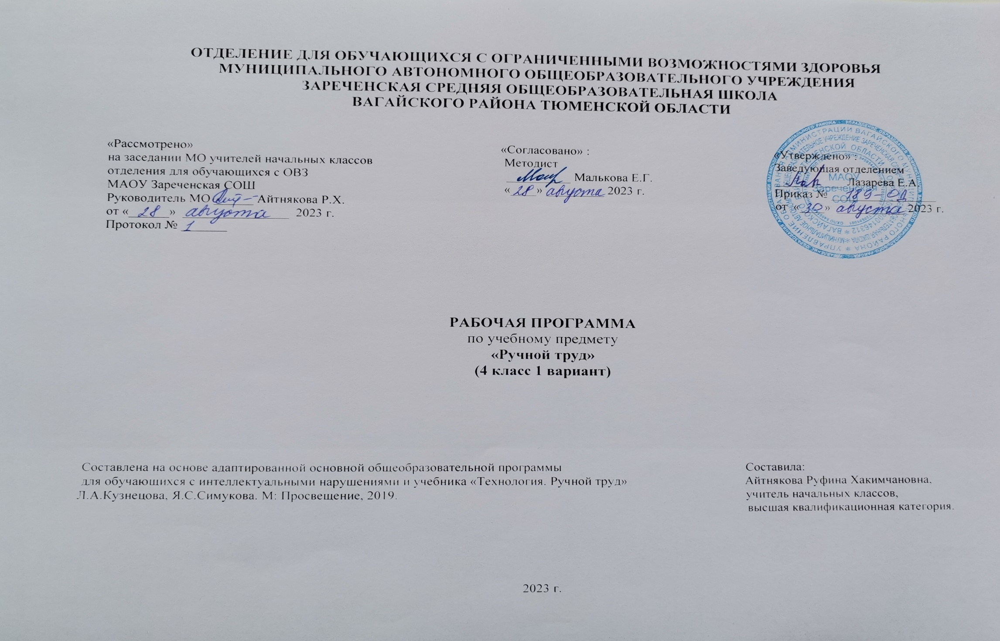 ОТДЕЛЕНИЕ ДЛЯ ОБУЧАЮЩИХСЯ С ОГРАНИЧЕННЫМИ ВОЗМОЖНОСТЯМИ ЗДОРОВЬЯ
МУНИЦИПАЛЬНОГО АВТОНОМНОГО ОБЩЕОБРАЗОВАТЕЛЬНОГО УЧРЕЖДЕНИЯ
ЗАРЕЧЕНСКАЯ СРЕДНЯЯ ОБЩЕОБРАЗОВАТЕЛЬНАЯ ШКОЛА
ВАГАЙСКОГО РАЙОНА ТЮМЕНСКОЙ ОБЛАСТИ
«Рассмотрено»
на заседании МО учителей начальных классов
отделения для обучающихся с ОВЗ
МАОУ Зареченская СОШ
Руководитель МО Айтнякова Р.Х.
от « 28 » августа 2023 г.
Протокол № 1
«Согласовано» :
Методист
Малькова Е.Г.
« 28 » августа 2023 г.
«Утверждено» :
Заведующая отделением
Лазарева Е.А
Приказ № 189-ОД
от « 30 » августа 2023 г.
МАОУ
Зареченская
СОШ
РАБОЧАЯ ПРОГРАММА
по учебному предмету
«Ручной труд»
(4 класс 1 вариант)
Составлена на основе адаптированной основной общеобразовательной программы
для обучающихся с интеллектуальными нарушениями и учебника «Технология. Ручной труд»
Л.А.Кузнецова, Я.С.Симукова. М: Просвещение, 2019.
Составила:
Айтнякова Руфина Хакимчановна,
учитель начальных классов,
высшая квалификационная категория.
2023 г.